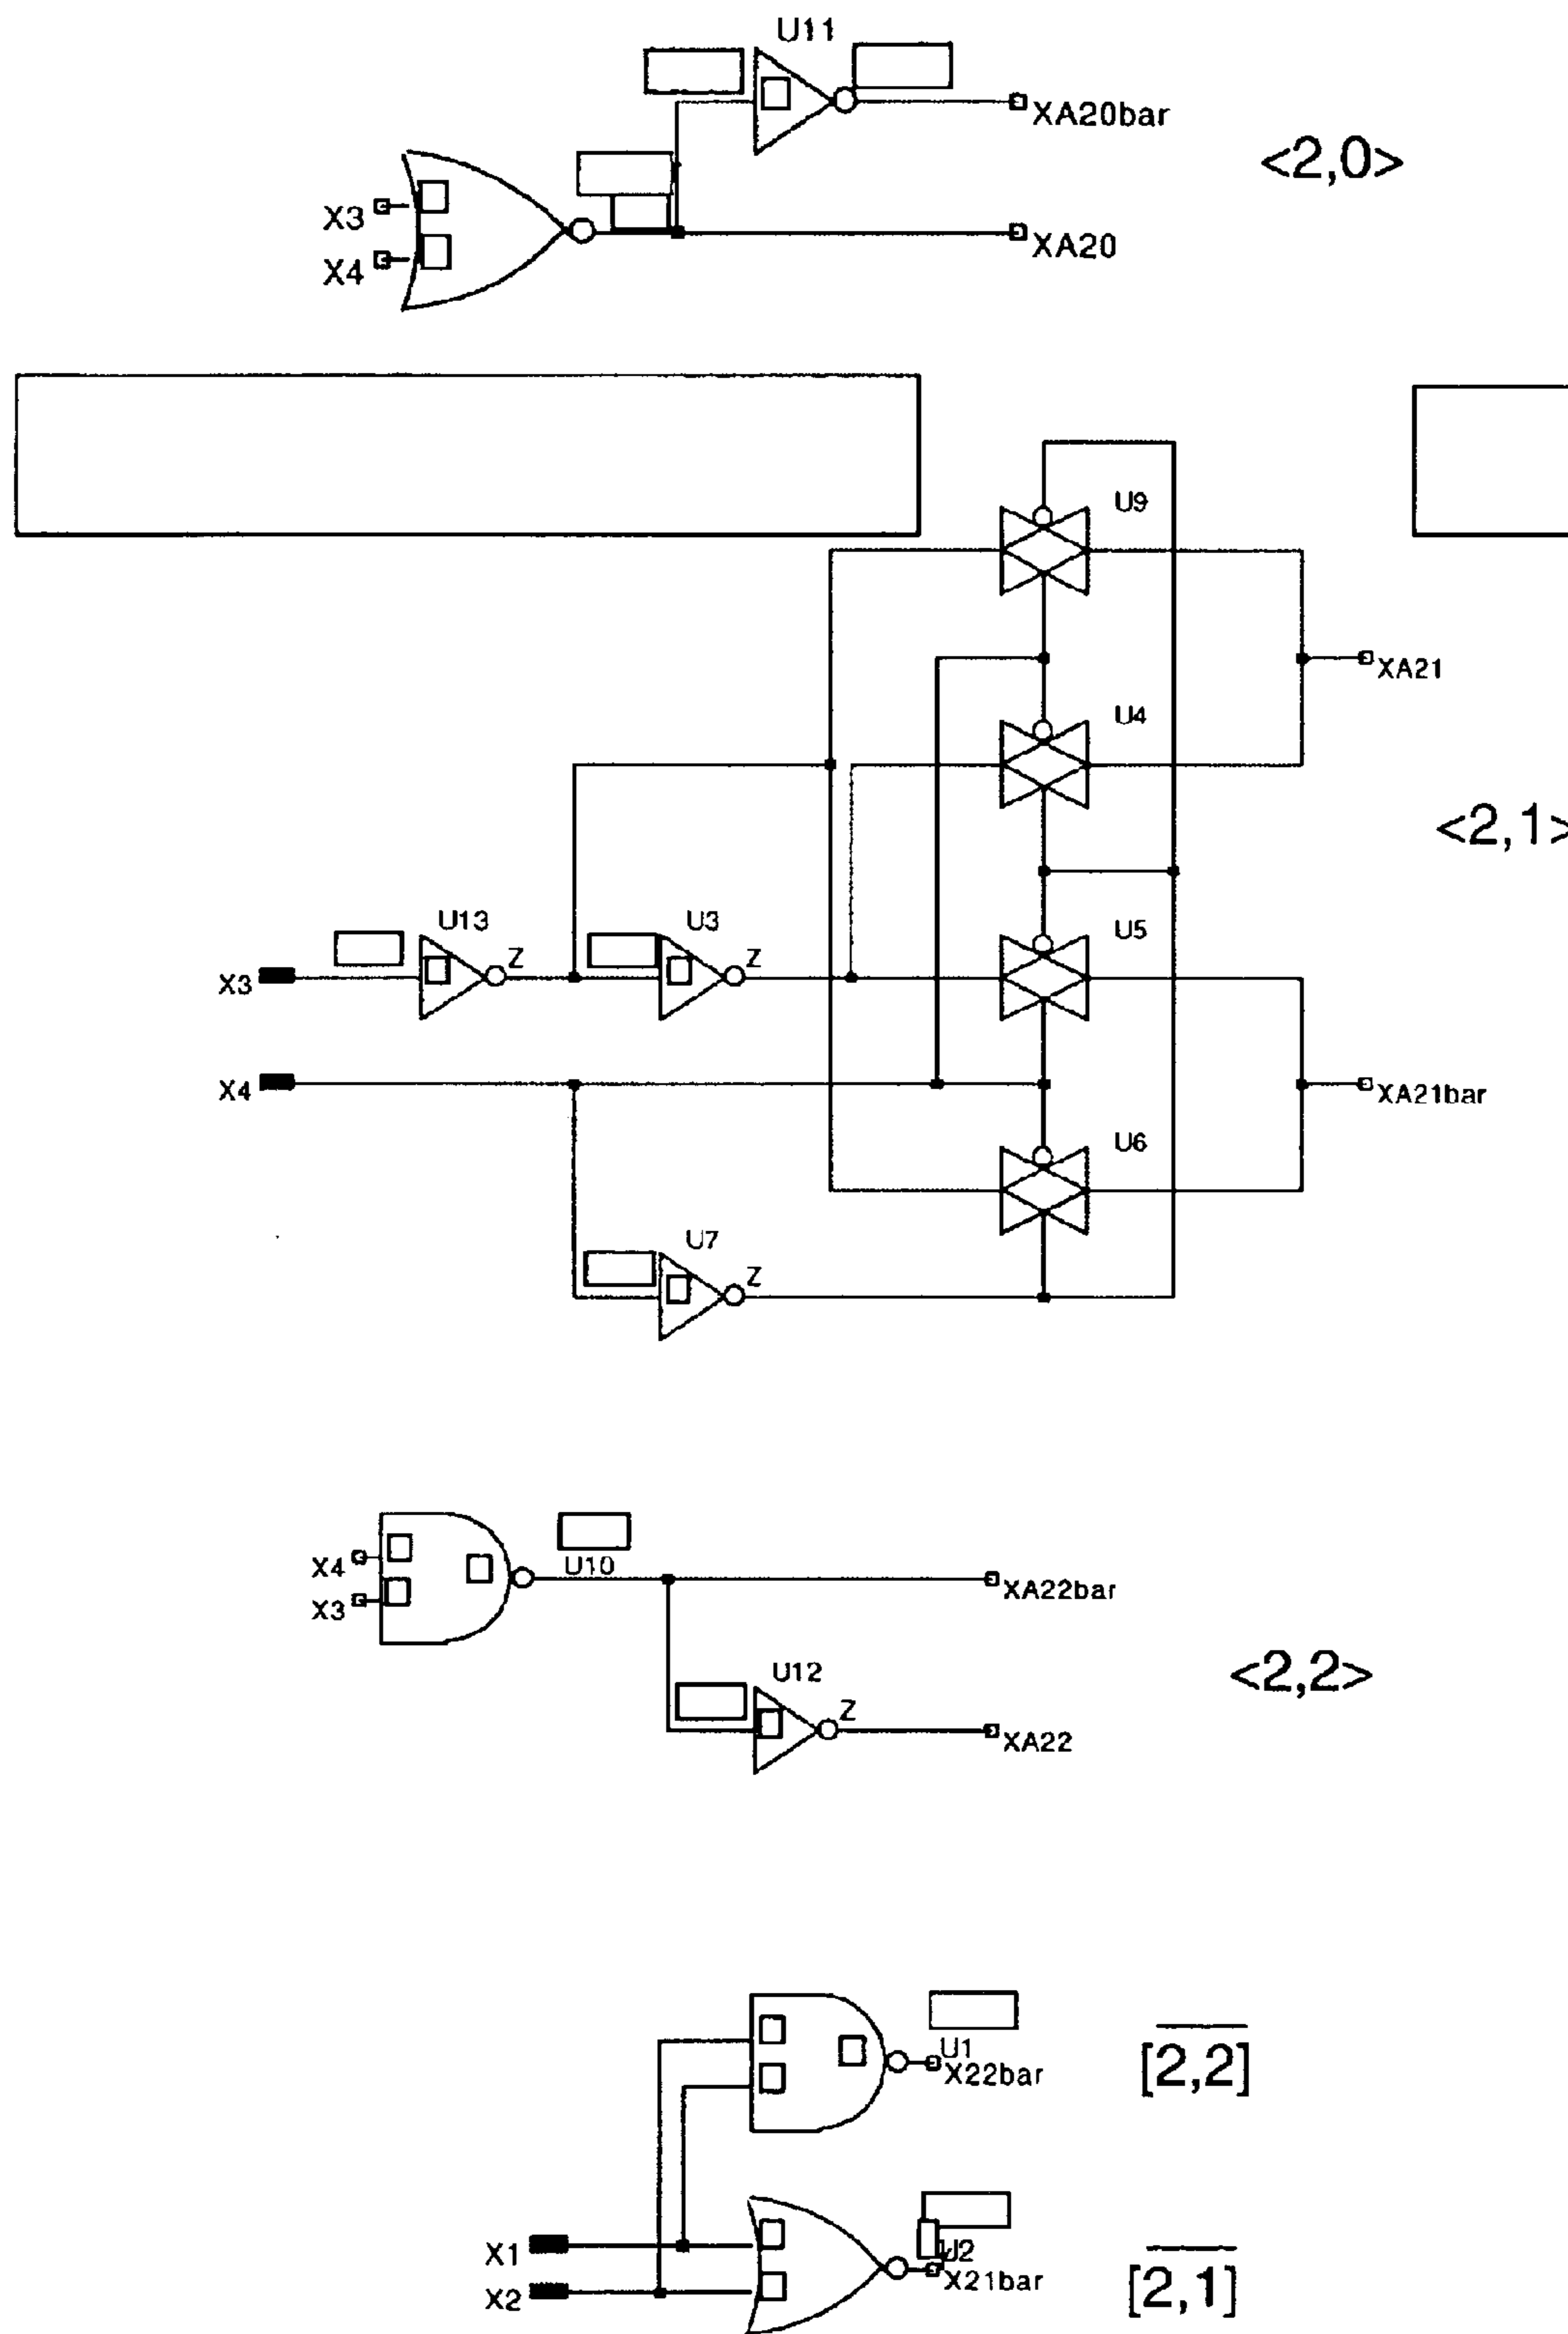 U11
XA20bar
<2,0>
X3
XA20
X4
U9
XA21
U4
<2,1>
U13
Z
U3
Z
U5
X3
X4
XA21bar
U6
U7
Z
X4
U10
XA22bar
X3
<2,2>
U12
Z
XA22
U1
X22bar
[2,2]
X1
U2
X2
X21bar
[2,1]